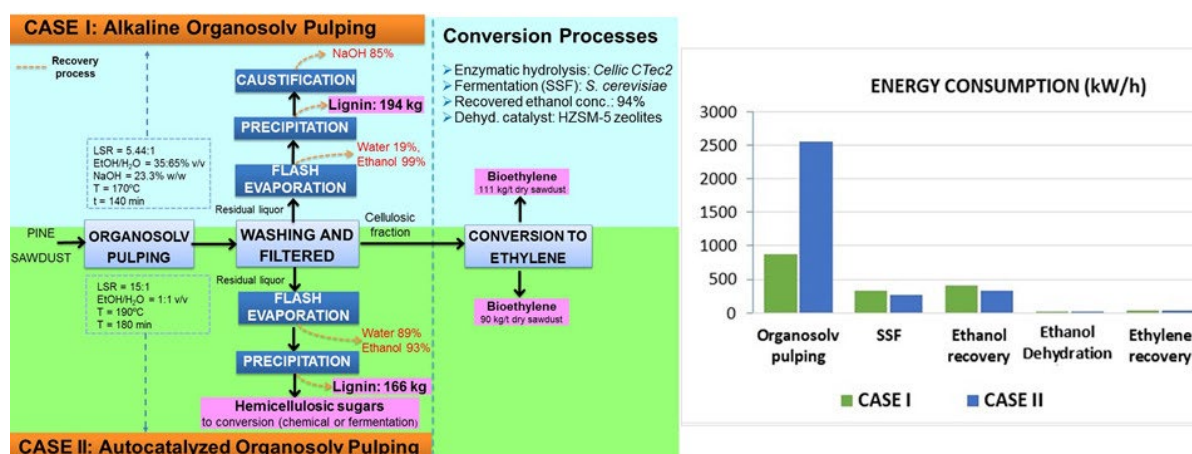 CASE I: Alkaline Organosolv Pulping
Recovery
process
NaOH 85%
CAUSTIFICATION
Lignin: 194 kg
PRECIPITATION
Water 19%,
Ethanol 99%
LSR = 5.44:1
EtOH/H₂O = 35:65% v/v
NaOH = 23.3% w/w
T = 170ºC
t = 140 min
FLASH
EVAPORATION
Residual liquor
PINE
SAWDUST
ORGANOSOLV
PULPING
WASHING AND
FILTERED
Cellulosic
fraction
CONVERSION TO
ETHYLENE
Residual liquor
LSR = 15:1
EtOH/H₂O = 1:1 v/v
T = 190ºC
T = 180 min
FLASH
EVAPORATION
Water 89%
Ethanol 93%
PRECIPITATION
Lignin: 166 kg
Hemicellulosic sugars
to conversion (chemical or fermentation)
CASE II: Autocatalyzed Organosolv Pulping
Conversion Processes
Enzymatic hydrolysis: Cellic CTec2
Fermentation (SSF): S. cerevisiae
Recovered ethanol conc.: 94%
Dehyd. catalyst: HZSM-5 zeolites
Bioethylene
111 kg/t dry sawdust
Bioethylene
90 kg/t dry sawdust
ENERGY CONSUMPTION (kW/h)
3000
2500
2000
1500
1000
500
0
Organosolv
pulping
SSF
Ethanol
recovery
Ethanol
Dehydration
Ethylene
recovery
CASE I
CASE II